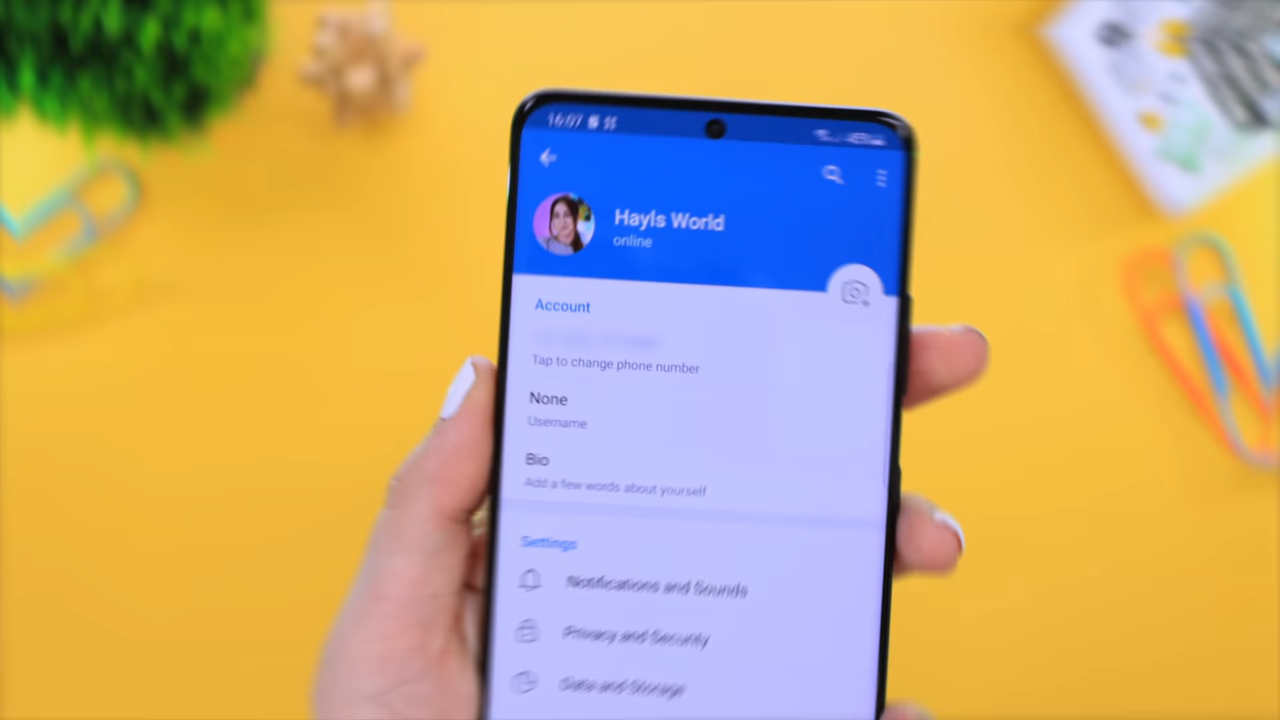 16:07
Hayls World
online
Account
Tap to change phone number
None
Username
Bio
Add a few words about yourself
Settings
Notifications and Sounds
Privacy and Security
Data and Storage